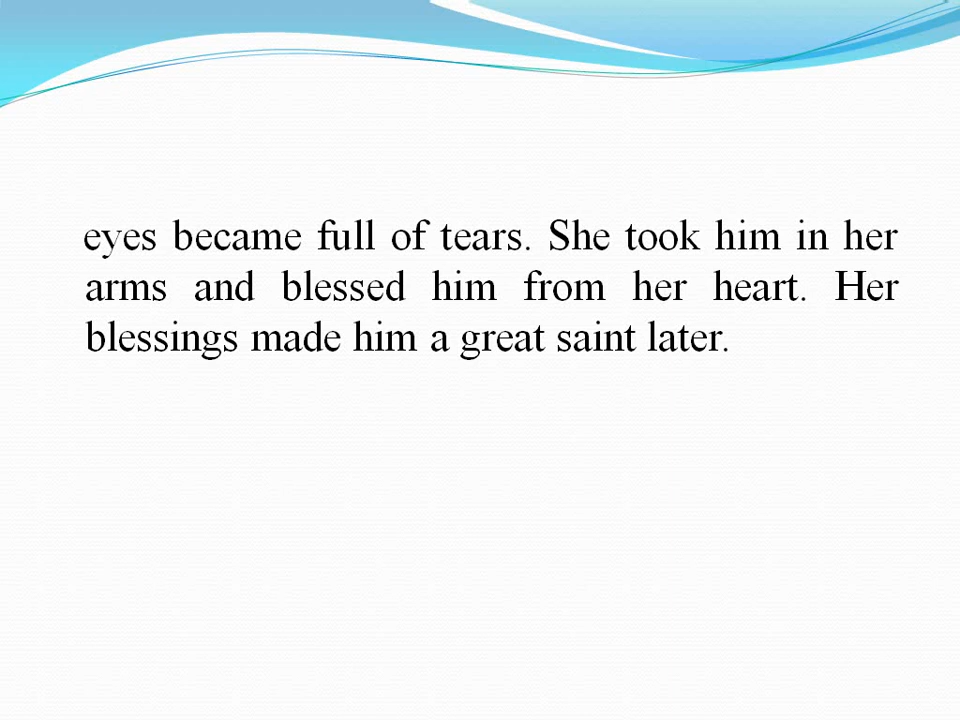 eyes became full of tears. She took him in her
arms and blessed him from her heart. Her
blessings made him a great saint later.